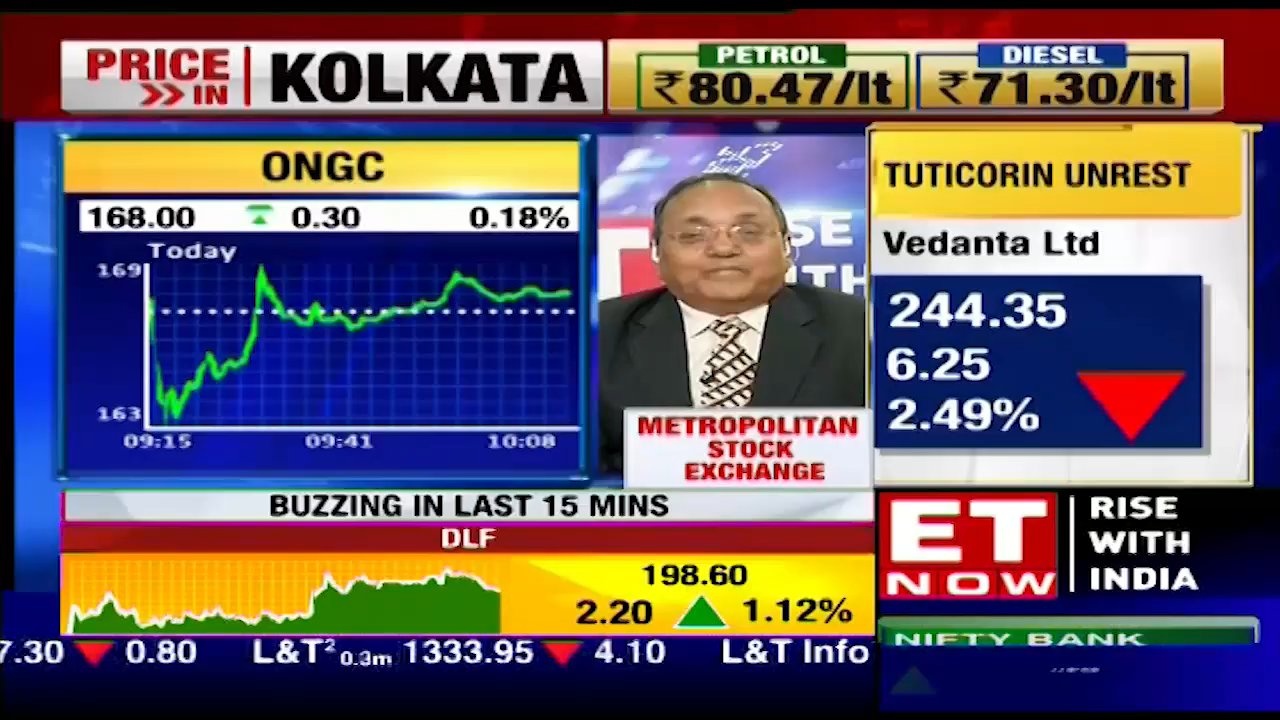 PRICE
>> IN
KOLKATA
PETROL
₹80.47/lt
DIESEL
₹71.30/lt
ONGC
168.00 0.30 0.18%
Today
169
163
09:15 09:41 10:08
METROPOLITAN
STOCK
EXCHANGE
TUTICORIN UNREST
Vedanta Ltd
244.35
6.25
2.49%
BUZZING IN LAST 15 MINS
DLF
198.60
2.20 1.12%
ET
NOW
RISE
WITH
INDIA
7.30 0.80 L&T² 0.3m 1333.95 4.10 L&T Info
NIFTY BANK